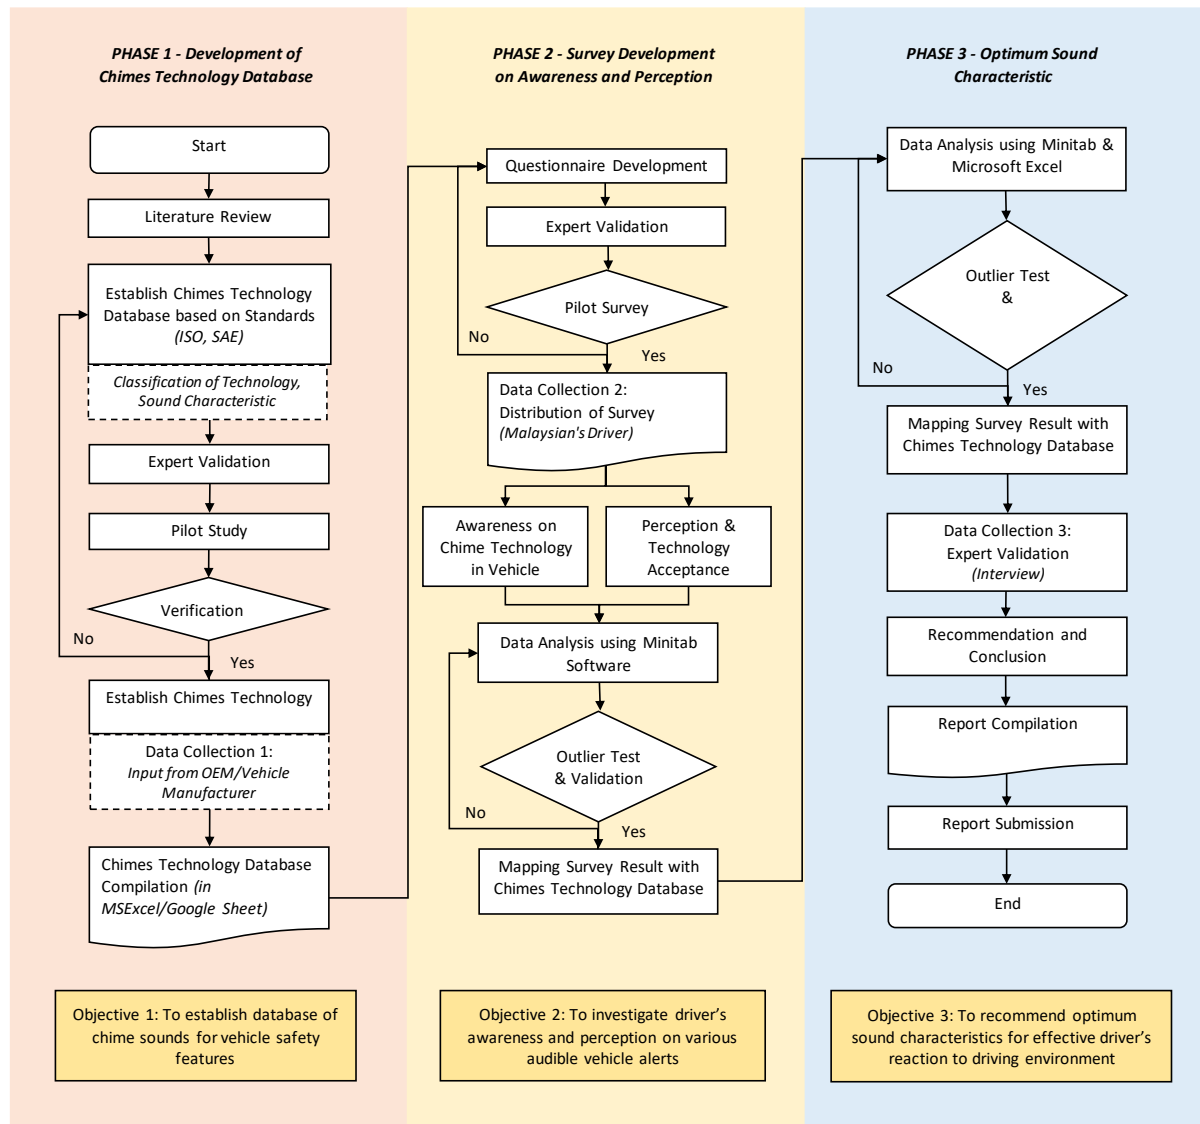 PHASE 1 - Development of
Chimes Technology Database
Start
Literature Review
Establish Chimes Technology
Database based on Standards
(ISO, SAE)
Classification of Technology,
Sound Characteristic
Expert Validation
Pilot Study
Verification
No
Yes
Establish Chimes Technology
Data Collection 1:
Input from OEM/Vehicle
Manufacturer
Chimes Technology Database
Compilation (in
MSExcel/Google Sheet)
Objective 1: To establish database of
chime sounds for vehicle safety
features
PHASE 2 - Survey Development
on Awareness and Perception
Questionnaire Development
Expert Validation
Pilot Survey
No
Yes
Data Collection 2:
Distribution of Survey
(Malaysian's Driver)
Awareness on
Chime Technology
in Vehicle
Perception &
Technology
Acceptance
Data Analysis using Minitab
Software
Outlier Test
& Validation
No
Yes
Mapping Survey Result with
Chimes Technology Database
Objective 2: To investigate driver’s
awareness and perception on various
audible vehicle alerts
PHASE 3 - Optimum Sound
Characteristic
Data Analysis using Minitab &
Microsoft Excel
Outlier Test
&
No
Yes
Mapping Survey Result with
Chimes Technology Database
Data Collection 3:
Expert Validation
(Interview)
Recommendation and
Conclusion
Report Compilation
Report Submission
End
Objective 3: To recommend optimum
sound characteristics for effective driver’s
reaction to driving environment